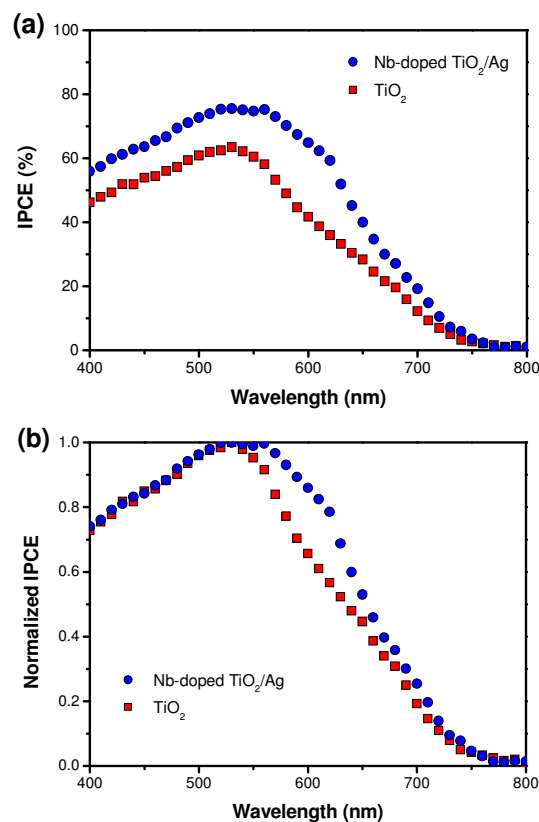 (a)
100
80
60
40
20
0
IPCE (%)
Nb-doped TiO₂/Ag
TiO₂
400 500 600 700 800
Wavelength (nm)
(b)
1.0
0.8
0.6
0.4
0.2
0.0
Normalized IPCE
Nb-doped TiO₂/Ag
TiO₂
400 500 600 700 800
Wavelength (nm)